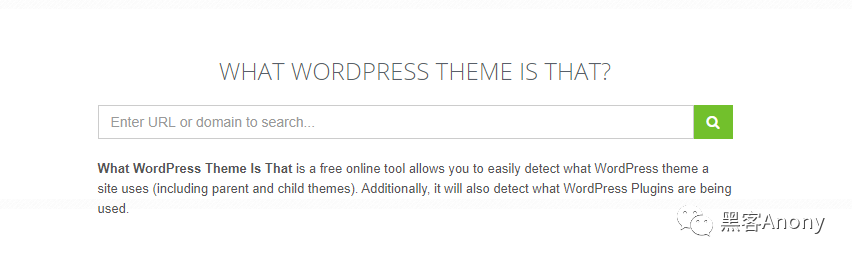 WHAT WORDPRESS THEME IS THAT?
Enter URL or domain to search...
What WordPress Theme Is That is a free online tool allows you to easily detect what WordPress theme a
site uses (including parent and child themes). Additionally, it will also detect what WordPress Plugins are being
used.
黑客Anony